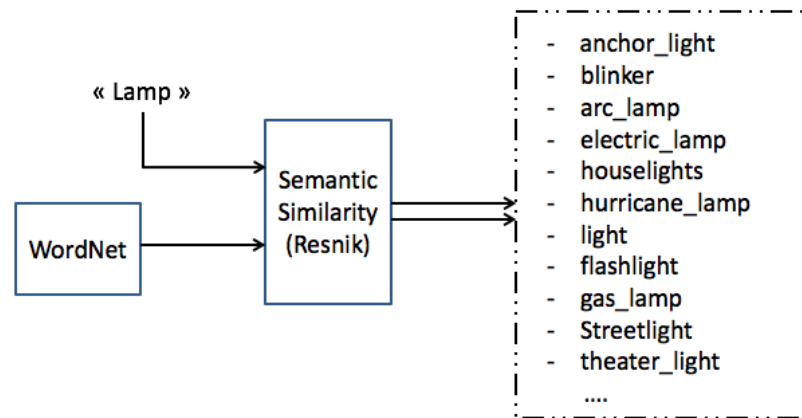 « Lamp »
WordNet
Semantic
Similarity
(Resnik)
- anchor_light
- blinker
- arc_lamp
- electric_lamp
- houselights
- hurricane_lamp
- light
- flashlight
- gas_lamp
- Streetlight
- theater_light
....